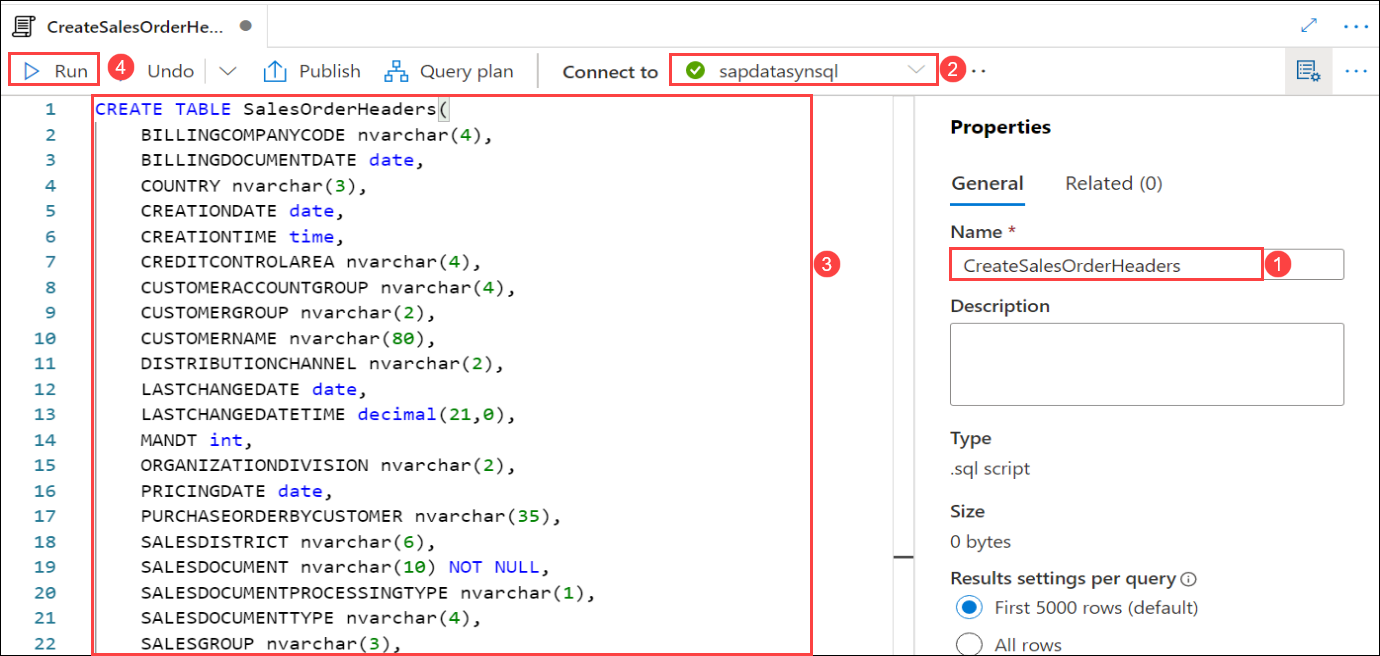 CreateSalesOrderHe...
Run 4 Undo Publish Query plan Connect to sapdatasynsql 2
1 CREATE TABLE SalesOrderHeaders(
2 BILLINGCOMPANYCODE nvarchar(4),
3 BILLINGDOCUMENTDATE date,
4 COUNTRY nvarchar(3),
5 CREATIONDATE date,
6 CREATIONTIME time,
7 CREDITCONTROLAREA nvarchar(4),
8 CUSTOMERACCOUNTGROUP nvarchar(4),
9 CUSTOMERGROUP nvarchar(2),
10 CUSTOMERNAME nvarchar(80),
11 DISTRIBUTIONCHANNEL nvarchar(2),
12 LASTCHANGEDATE date,
13 LASTCHANGEDATETIME decimal(21,0),
14 MANDT int,
15 ORGANIZATIONDIVISION nvarchar(2),
16 PRICINGDATE date,
17 PURCHASEORDERBYCUSTOMER nvarchar(35),
18 SALESDISTRICT nvarchar(6),
19 SALESDOCUMENT nvarchar(10) NOT NULL,
20 SALESDOCUMENTPROCESSINGTYPE nvarchar(1),
21 SALESDOCUMENTTYPE nvarchar(4),
22 SALESGROUP nvarchar(3),
3
Properties
General Related (0)
Name *
CreateSalesOrderHeaders 1
Description
Type
.sql script
Size
0 bytes
Results settings per query
First 5000 rows (default)
All rows